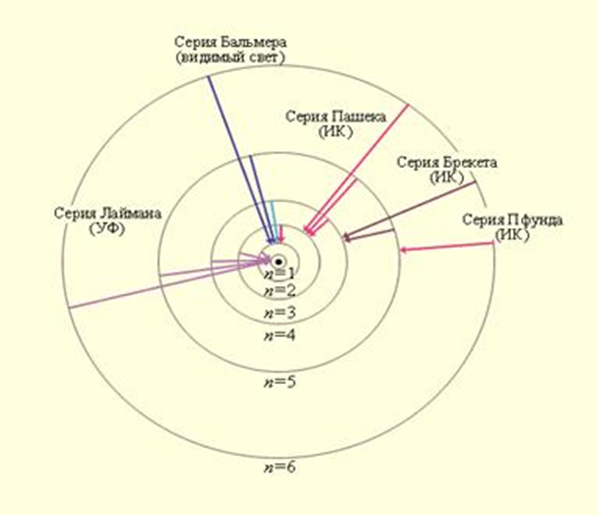 Серия Бальмера
(видимый свет)
Серия Пашека
(ИК)
Серия Брекета
(ИК)
Серия Лаймана
(УФ)
Серия Пфунда
(ИК)
n=1
n=2
n=3
n=4
n=5
n=6